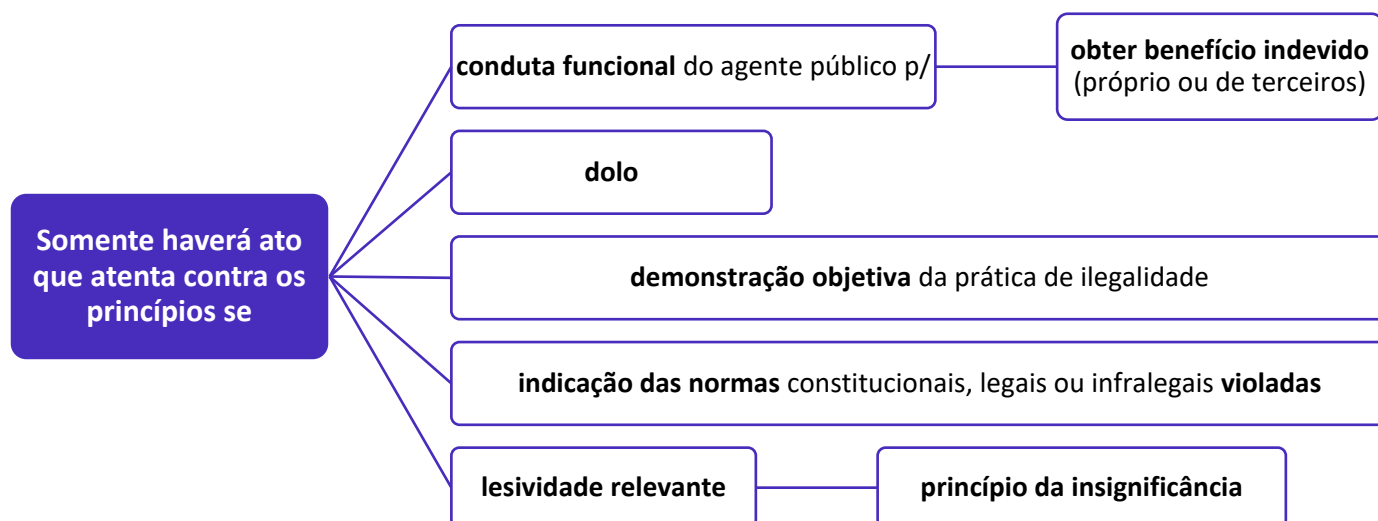 Somente haverá ato
que atenta contra os
princípios se
conduta funcional do agente público p/
obter benefício indevido
(próprio ou de terceiros)
dolo
demonstração objetiva da prática de ilegalidade
indicação das normas constitucionais, legais ou infralegais violadas
lesividade relevante
princípio da insignificância